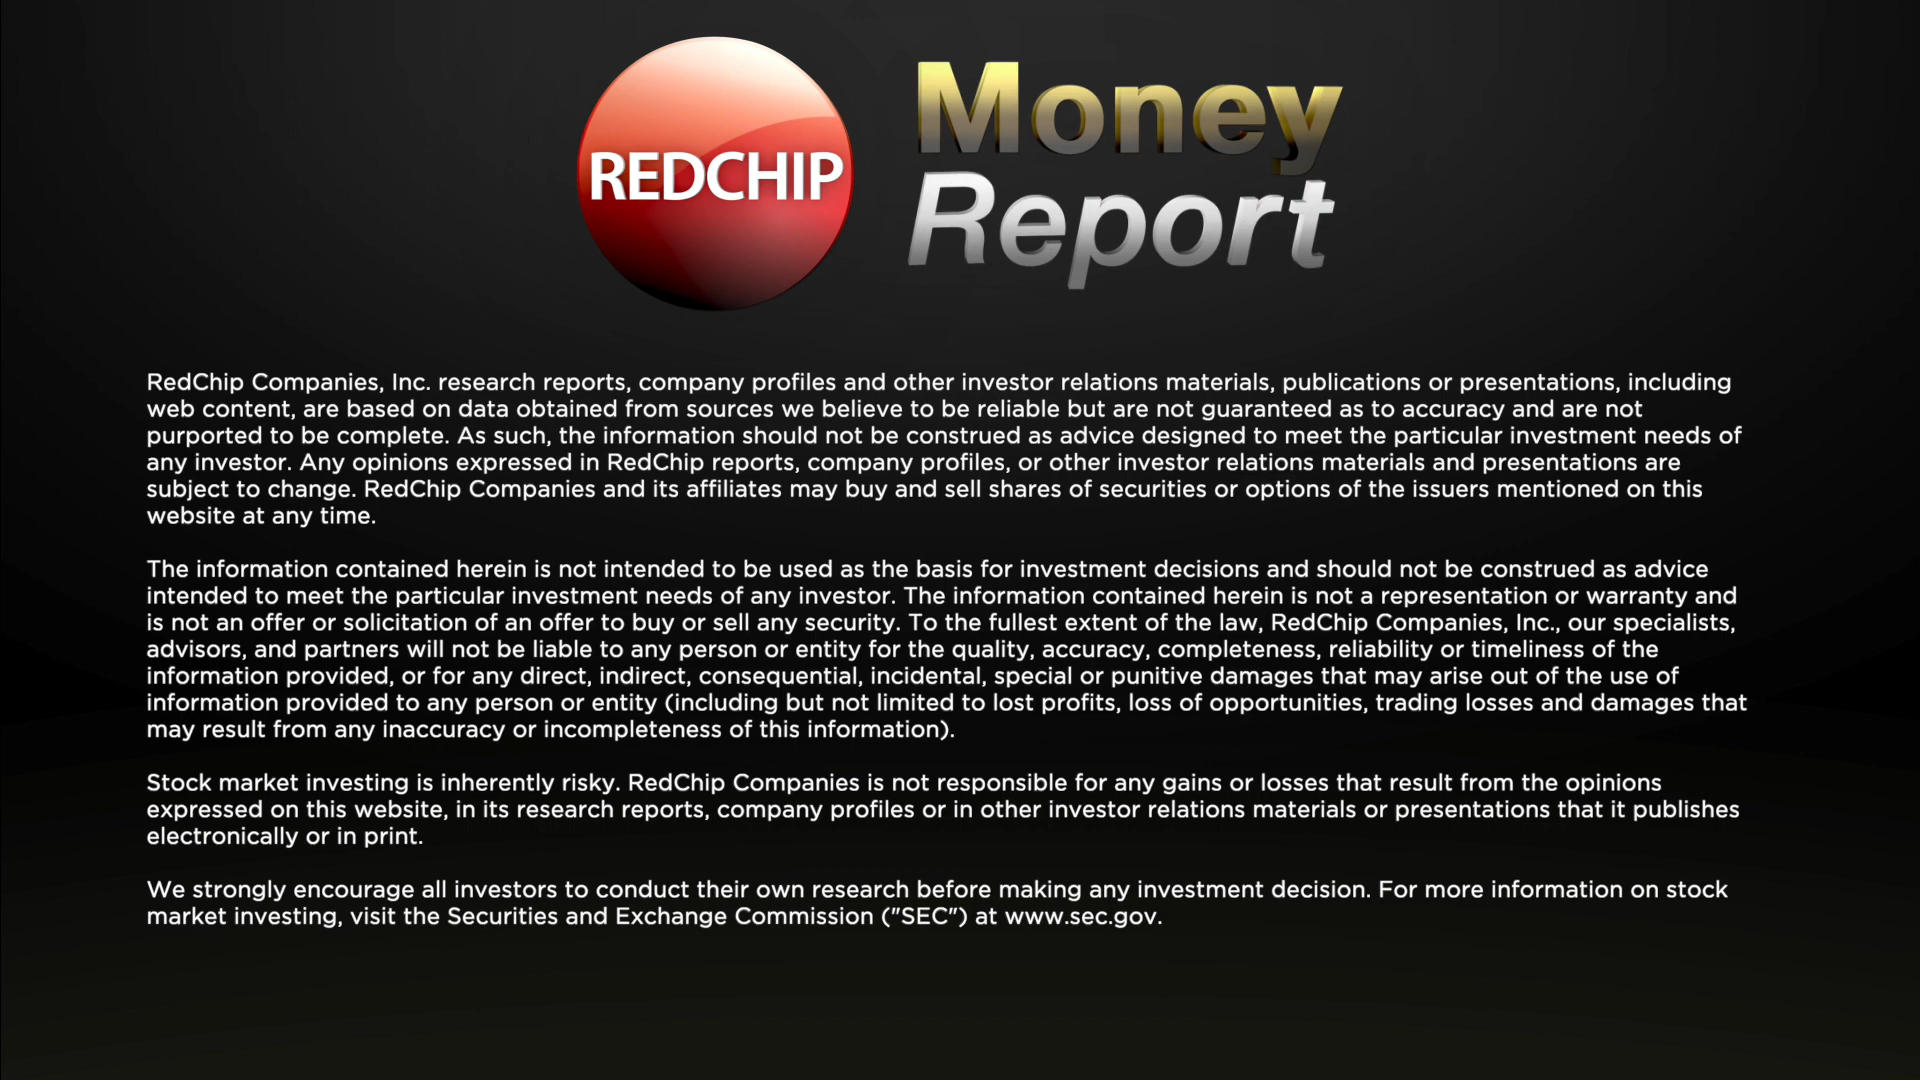 REDCHIP
Money
Report
RedChip Companies, Inc. research reports, company profiles and other investor relations materials, publications or presentations, including
web content, are based on data obtained from sources we believe to be reliable but are not guaranteed as to accuracy and are not
purported to be complete. As such, the information should not be construed as advice designed to meet the particular investment needs of
any investor. Any opinions expressed in RedChip reports, company profiles, or other investor relations materials and presentations are
subject to change. RedChip Companies and its affiliates may buy and sell shares of securities or options of the issuers mentioned on this
website at any time.
The information contained herein is not intended to be used as the basis for investment decisions and should not be construed as advice
intended to meet the particular investment needs of any investor. The information contained herein is not a representation or warranty and
is not an offer or solicitation of an offer to buy or sell any security. To the fullest extent of the law, RedChip Companies, Inc., our specialists,
advisors, and partners will not be liable to any person or entity for the quality, accuracy, completeness, reliability or timeliness of the
information provided, or for any direct, indirect, consequential, incidental, special or punitive damages that may arise out of the use of
information provided to any person or entity (including but not limited to lost profits, loss of opportunities, trading losses and damages that
may result from any inaccuracy or incompleteness of this information).
Stock market investing is inherently risky. RedChip Companies is not responsible for any gains or losses that result from the opinions
expressed on this website, in its research reports, company profiles or in other investor relations materials or presentations that it publishes
electronically or in print.
We strongly encourage all investors to conduct their own research before making any investment decision. For more information on stock
market investing, visit the Securities and Exchange Commission ("SEC") at www.sec.gov.